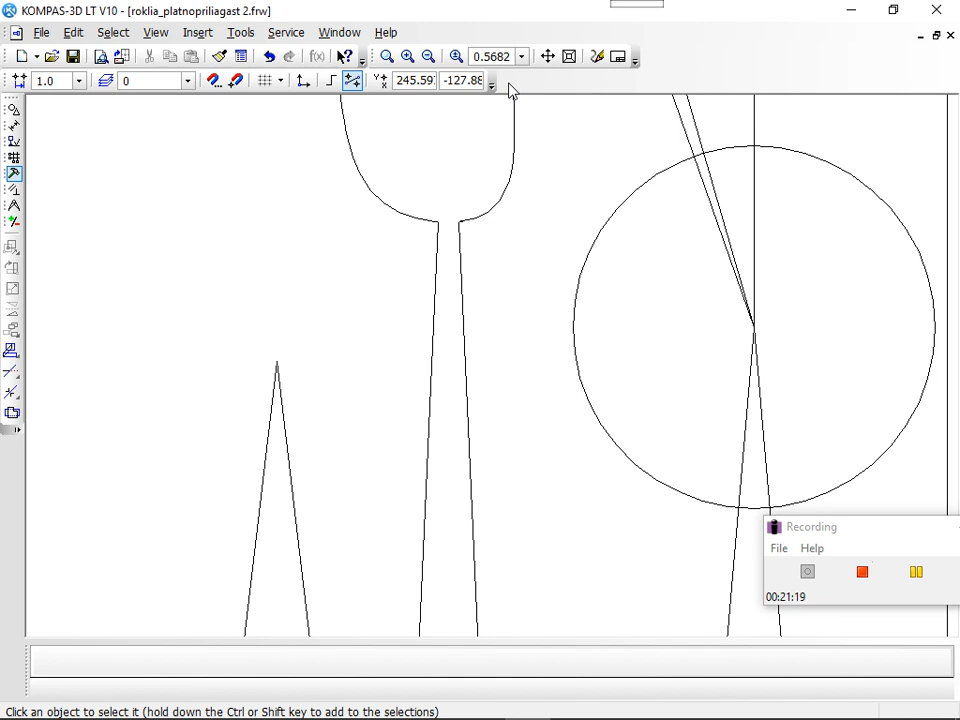 KOMPAS-3D LT V10 - [roklia_platnopriliagast 2.frw]
File Edit Select View Insert Tools Service Window Help
0.5682
1.0 0 245.59 -127.88
Recording
File Help
00:21:19
Click an object to select it (hold down the Ctrl or Shift key to add to the selections)